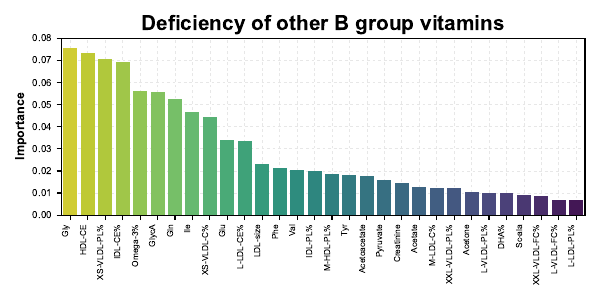 Deficiency of other B group vitamins
Importance
0.08
0.07
0.06
0.05
0.04
0.03
0.02
0.01
0.00
Gly
HDL-CE
XS-VLDL-PL%
IDL-CE%
Omega-3%
GlycA
Gln
Ile
XS-VLDL-C%
Glu
L-LDL-CE%
LDL-size
Phe
Val
IDL-PL%
M-HDL-PL%
Tyr
Acetoacetate
Pyruvate
Creatinine
Acetate
M-LDL-C%
XXL-VLDL-PL%
Acetone
L-VLDL-PL%
DHA%
XXL-VLDL-FC%
L-VLDL-FC%
L-LDL-PL%